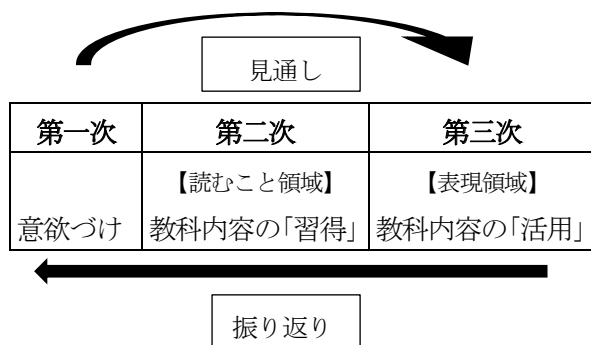 見通し
第一次 第二次 第三次
【読むこと領域】 【表現領域】
意欲づけ 教科内容の「習得」 教科内容の「活用」
振り返り